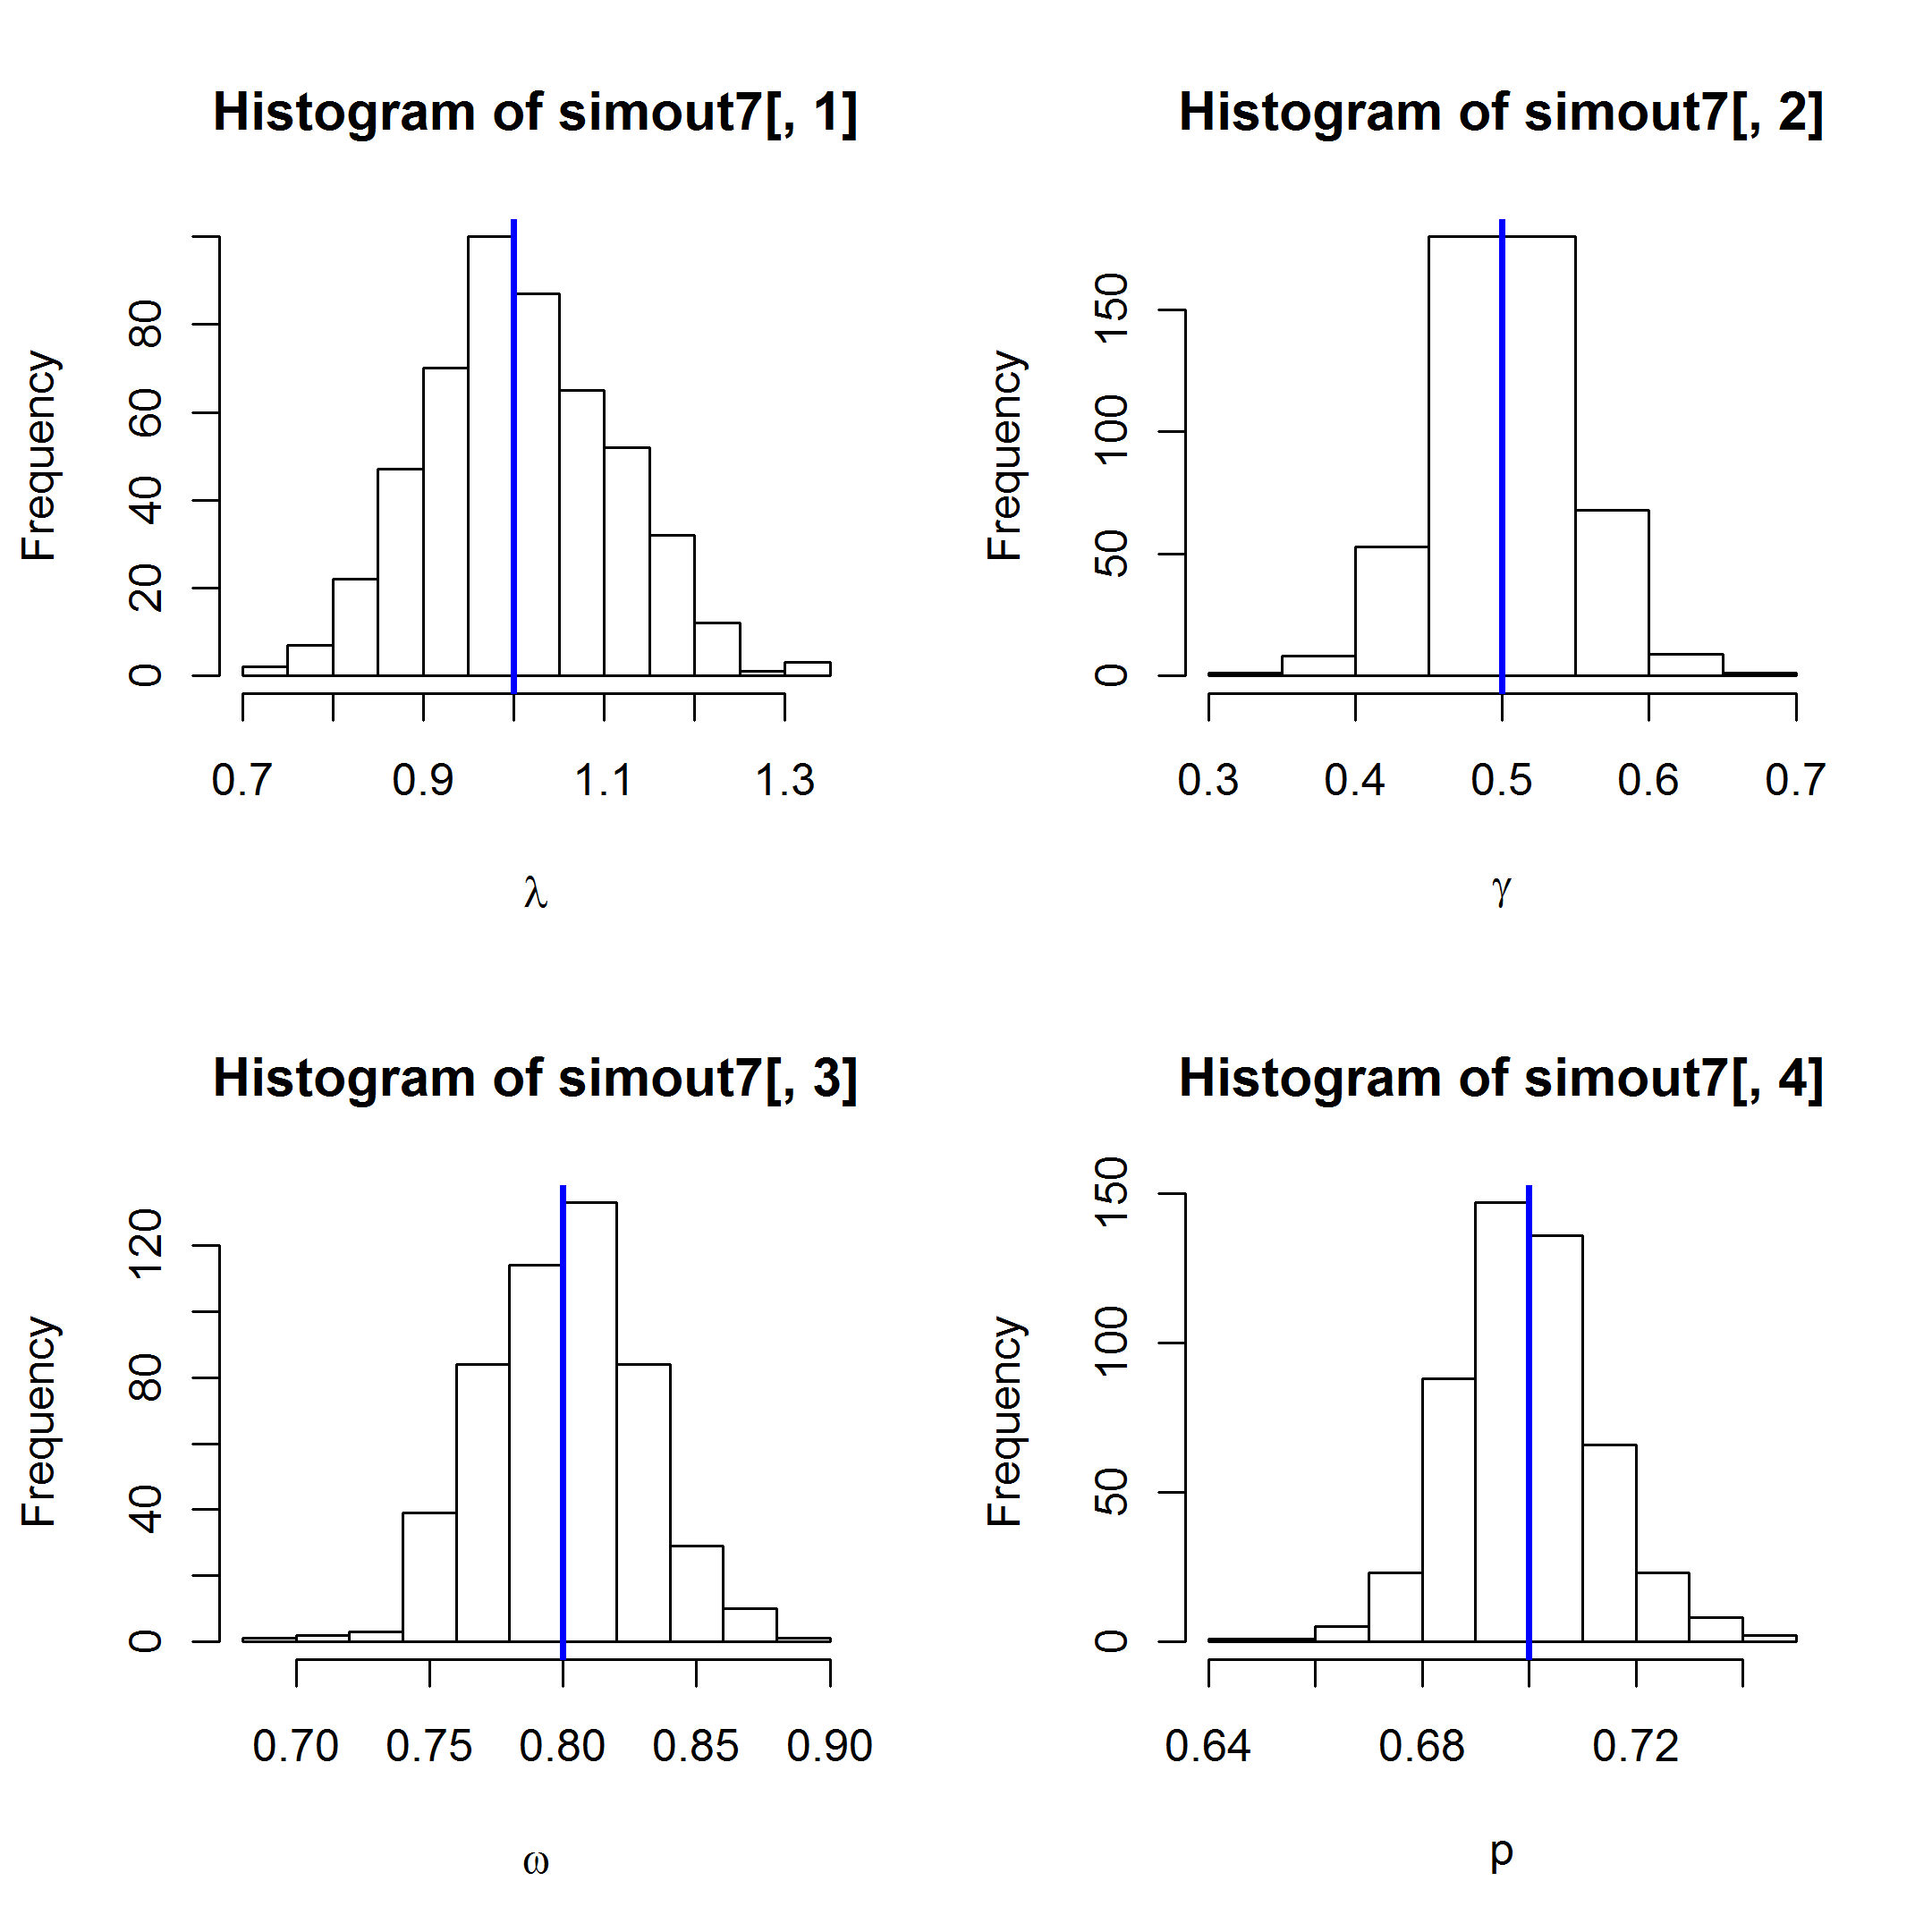 Histogram of simout7[, 1]
Frequency
0 20 40 60 80
0.7 0.9 1.1 1.3
λ
Histogram of simout7[, 2]
Frequency
0 50 100 150
0.3 0.4 0.5 0.6 0.7
γ
Histogram of simout7[, 3]
Frequency
0 40 80 120
0.70 0.75 0.80 0.85 0.90
ω
Histogram of simout7[, 4]
Frequency
0 50 100 150
0.64 0.68 0.72
p